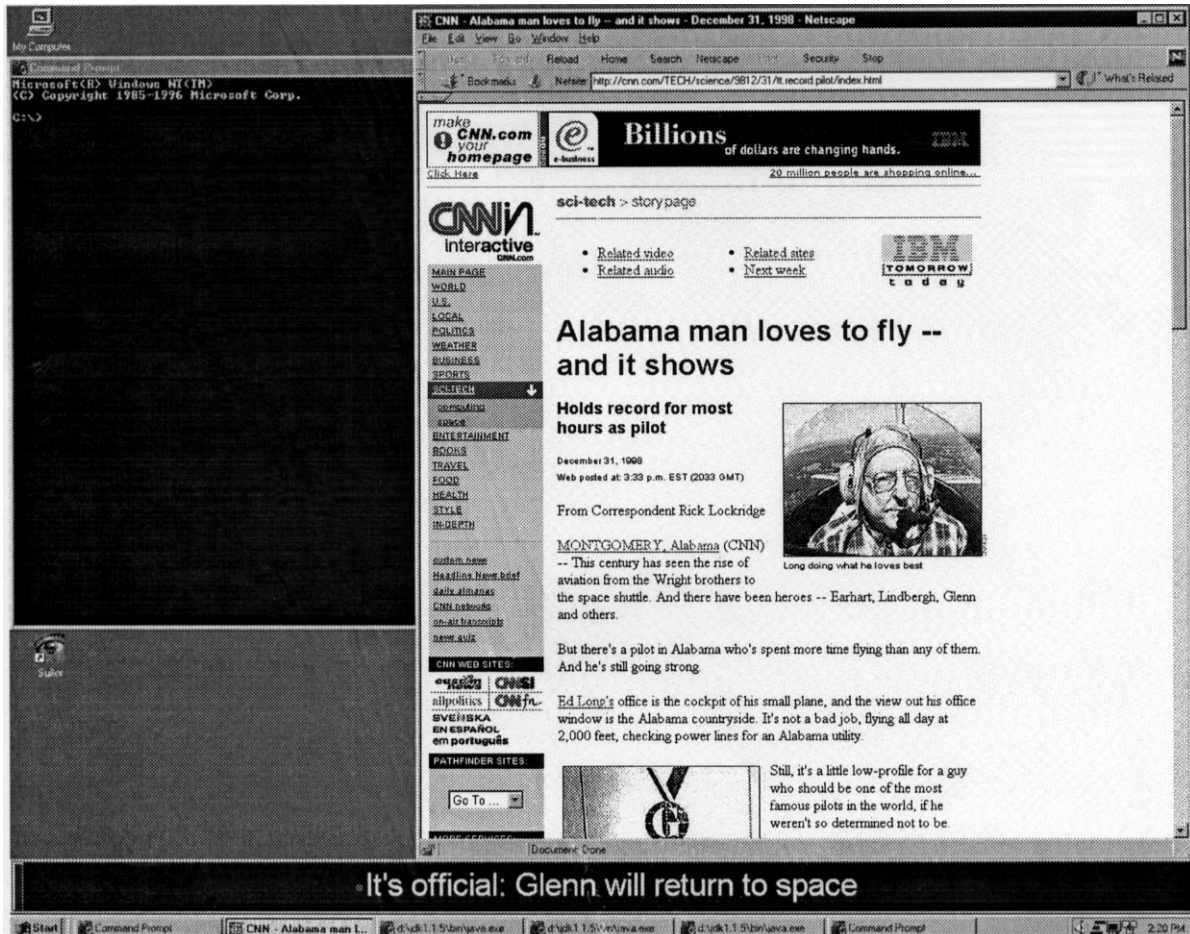 My Computer
Command Prompt
Microsoft(R) Windows NT(TM)
(C) Copyright 1985-1996 Microsoft Corp.
C:\>
Suitor
CNN - Alabama man loves to fly -- and it shows - December 31, 1998 - Netscape
File Edit View Go Window Help
Back Forward Reload Home Search Netscape Print Security Stop
Bookmarks Netsite: http://cnn.com/TECH/science/9812/31/tt.record.pilot/index.html What's Related
make
CNN.com
your
homepage
Click Here
e-business
Billions
of dollars are changing hands.
IBM
20 million people are shopping online...
CNNin
interactive
CNN.com
MAIN PAGE
WORLD
U.S.
LOCAL
POLITICS
WEATHER
BUSINESS
SPORTS
SCI-TECH
computing
space
ENTERTAINMENT
BOOKS
TRAVEL
FOOD
HEALTH
STYLE
IN-DEPTH
custom news
Headline News brief
daily almanac
CNN networks
on-air transcripts
news quiz
CNN WEB SITES:
custom news CNNSI
allpolitics CNNfn
SVENSKA
EN ESPAÑOL
em português
PATHFINDER SITES:
Go To ...
MORE SERVICES:
sci-tech > story page
• Related video
• Related audio
• Related sites
• Next week
IBM
TOMORROW
today
Alabama man loves to fly --
and it shows
Holds record for most
hours as pilot
December 31, 1998
Web posted at: 3:33 p.m. EST (2033 GMT)
From Correspondent Rick Lockridge
Long doing what he loves best
MONTGOMERY, Alabama (CNN)
-- This century has seen the rise of
aviation from the Wright brothers to
the space shuttle. And there have been heroes -- Earhart, Lindbergh, Glenn
and others.
But there's a pilot in Alabama who's spent more time flying than any of them.
And he's still going strong.
Ed Long's office is the cockpit of his small plane, and the view out his office
window is the Alabama countryside. It's not a bad job, flying all day at
2,000 feet, checking power lines for an Alabama utility.
Still, it's a little low-profile for a guy
who should be one of the most
famous pilots in the world, if he
weren't so determined not to be.
Document: Done
It's official: Glenn will return to space
Start Command Prompt CNN - Alabama man l... d:\jdk1.1.5\bin\java.exe d:\jdk1.1.5\bin\java.exe d:\jdk1.1.5\bin\java.exe Command Prompt 2:20 PM